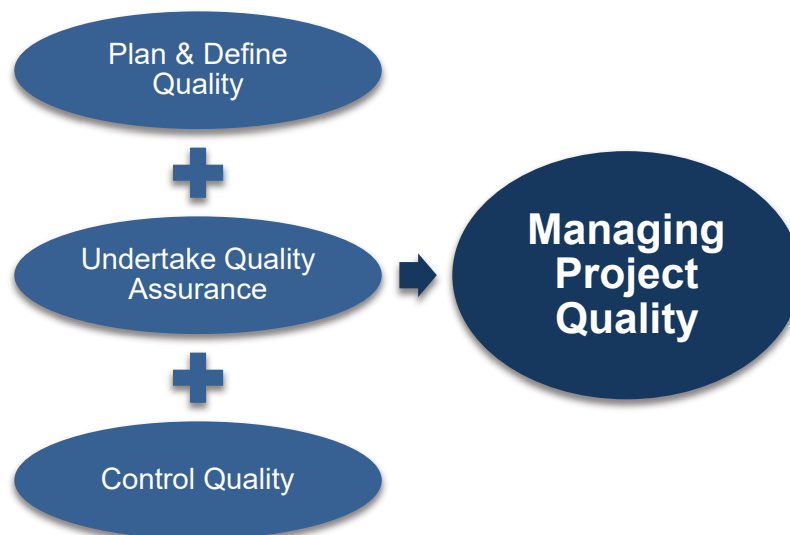 Plan & Define
Quality
Undertake Quality
Assurance
Control Quality
Managing
Project
Quality